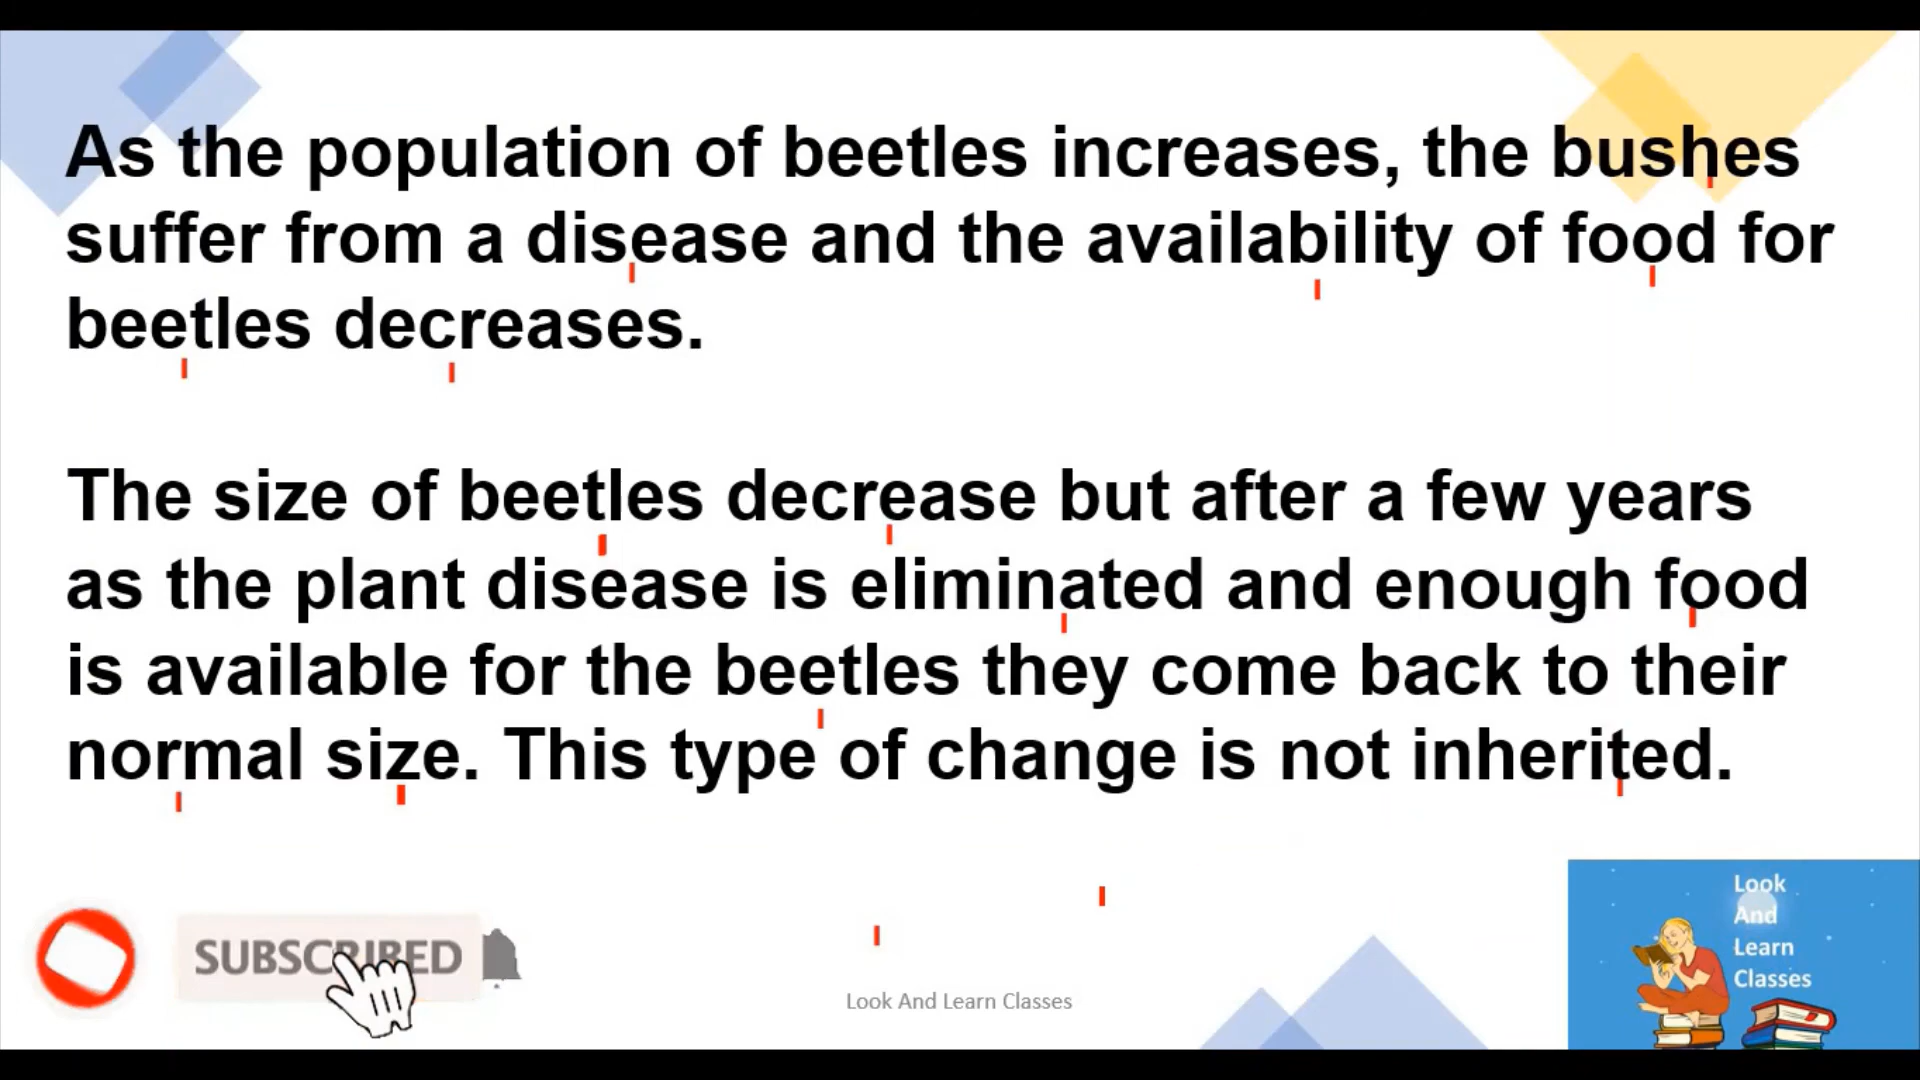 As the population of beetles increases, the bushes
suffer from a disease and the availability of food for
beetles decreases.
The size of beetles decrease but after a few years
as the plant disease is eliminated and enough food
is available for the beetles they come back to their
normal size. This type of change is not inherited.
SUBSCRIBED
Look And Learn Classes
Look
And
Learn
Classes